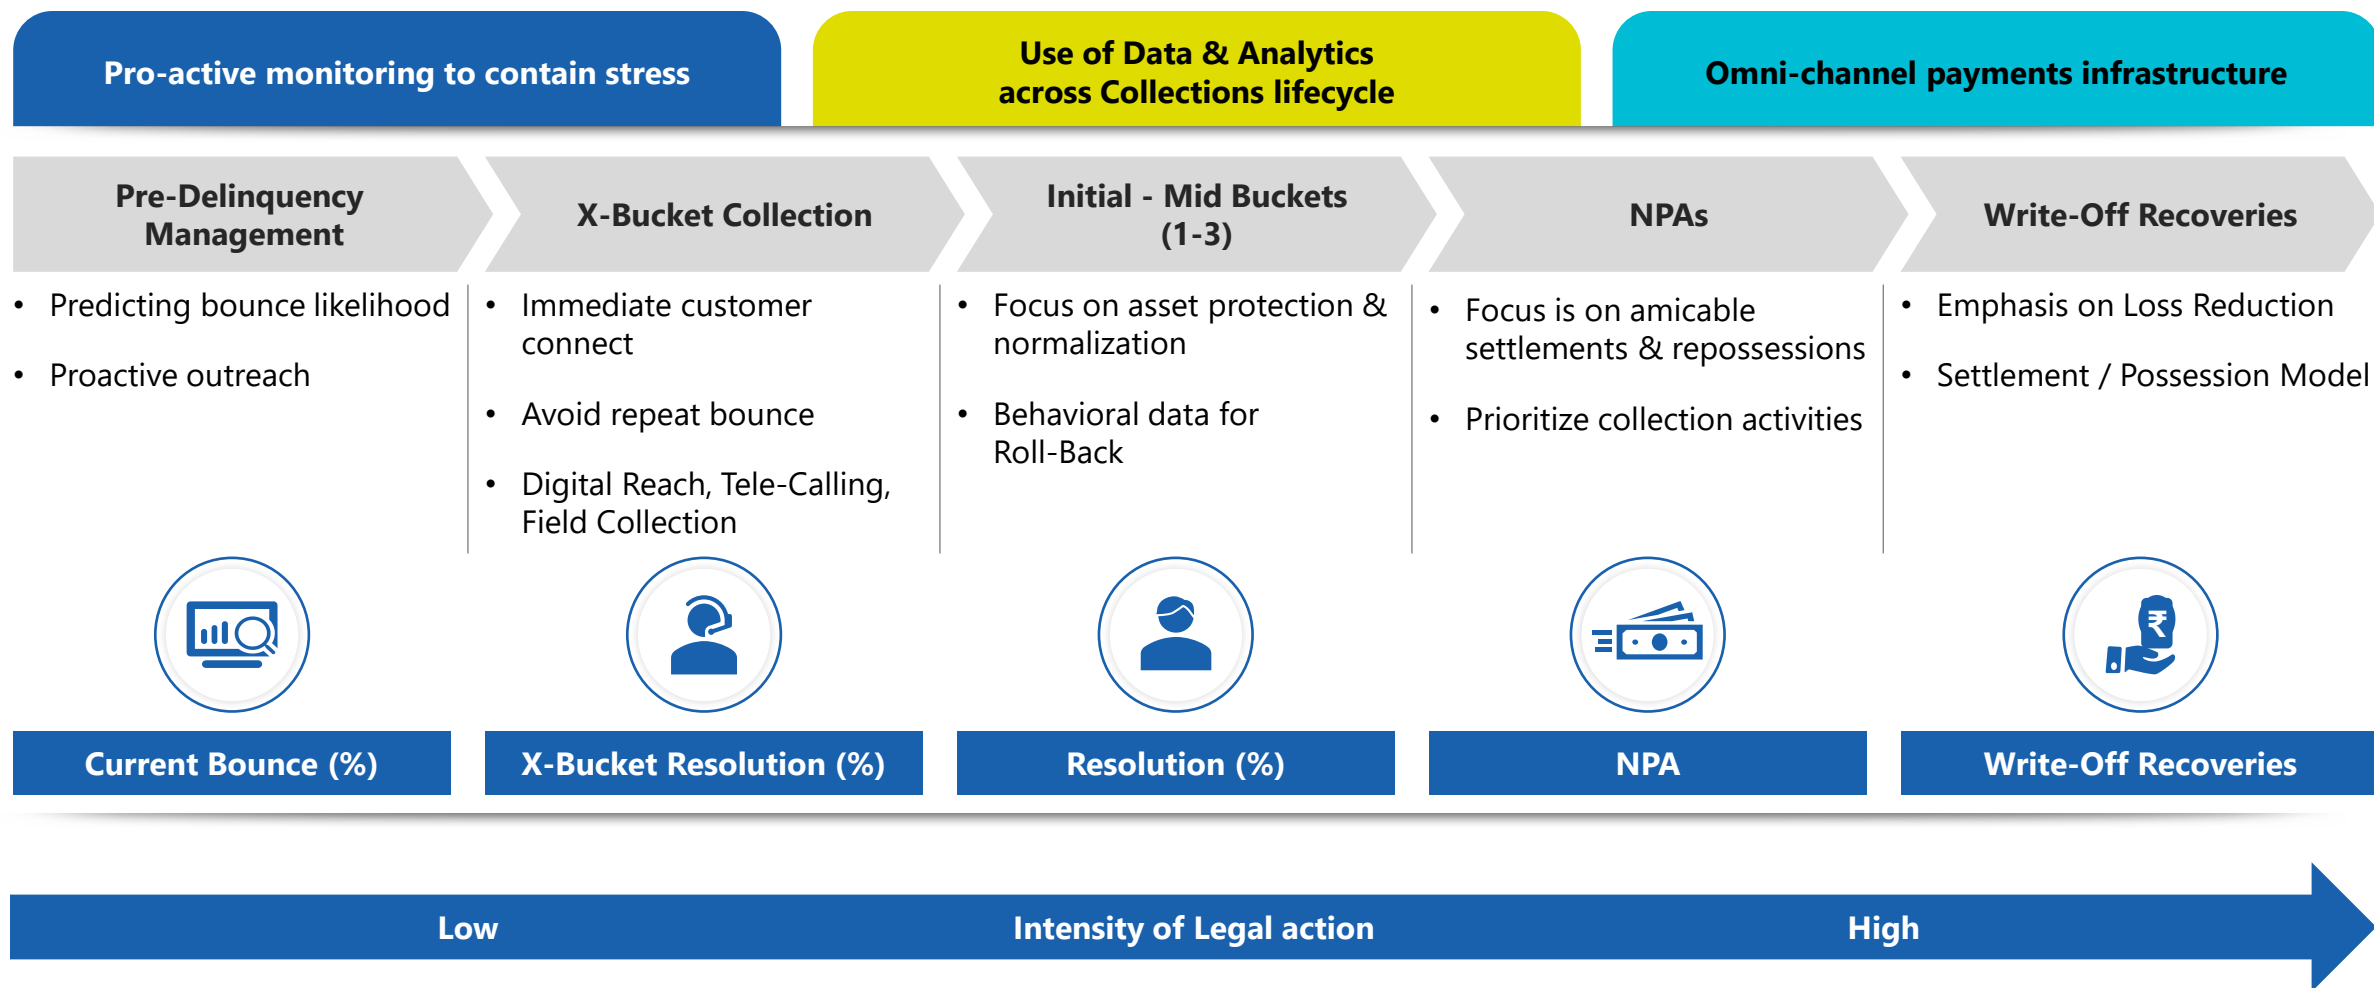 Pro-active monitoring to contain stress
Use of Data & Analytics
across Collections lifecycle
Omni-channel payments infrastructure
Pre-Delinquency
Management
X-Bucket Collection
Initial - Mid Buckets
(1-3)
NPAs
Write-Off Recoveries
• Predicting bounce likelihood
• Proactive outreach
• Immediate customer
connect
• Avoid repeat bounce
• Digital Reach, Tele-Calling,
Field Collection
• Focus on asset protection &
normalization
• Behavioral data for
Roll-Back
• Focus is on amicable
settlements & repossessions
• Prioritize collection activities
• Emphasis on Loss Reduction
• Settlement / Possession Model
₹
Current Bounce (%)
X-Bucket Resolution (%)
Resolution (%)
NPA
Write-Off Recoveries
Low
Intensity of Legal action
High